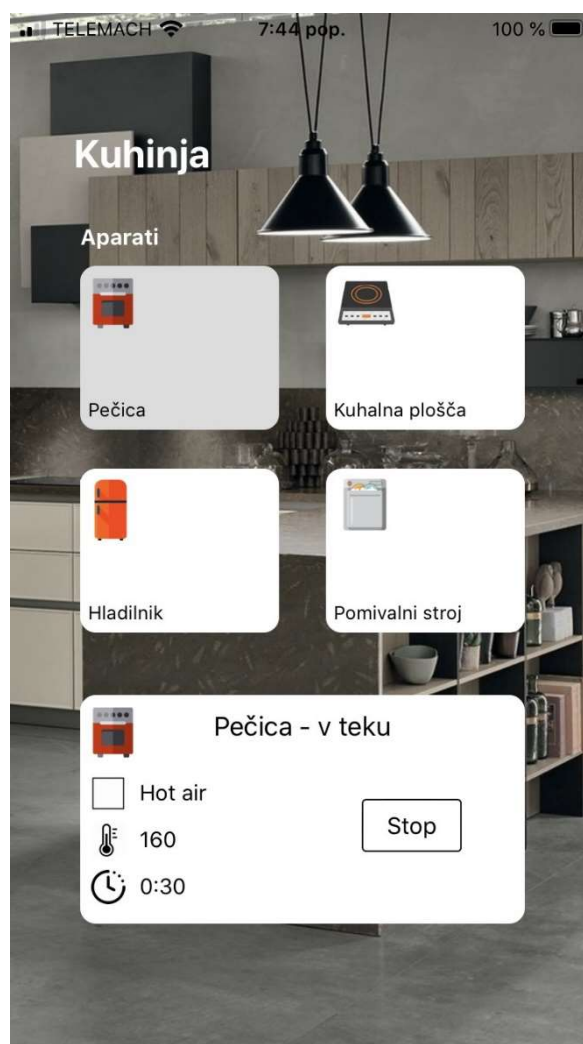 TELEMACH 7:44 pop. 100 %
Kuhinja
Aparati
Pečica Kuhalna plošča
Hladilnik Pomivalni stroj
Pečica - v teku
Hot air
Stop
160
0:30